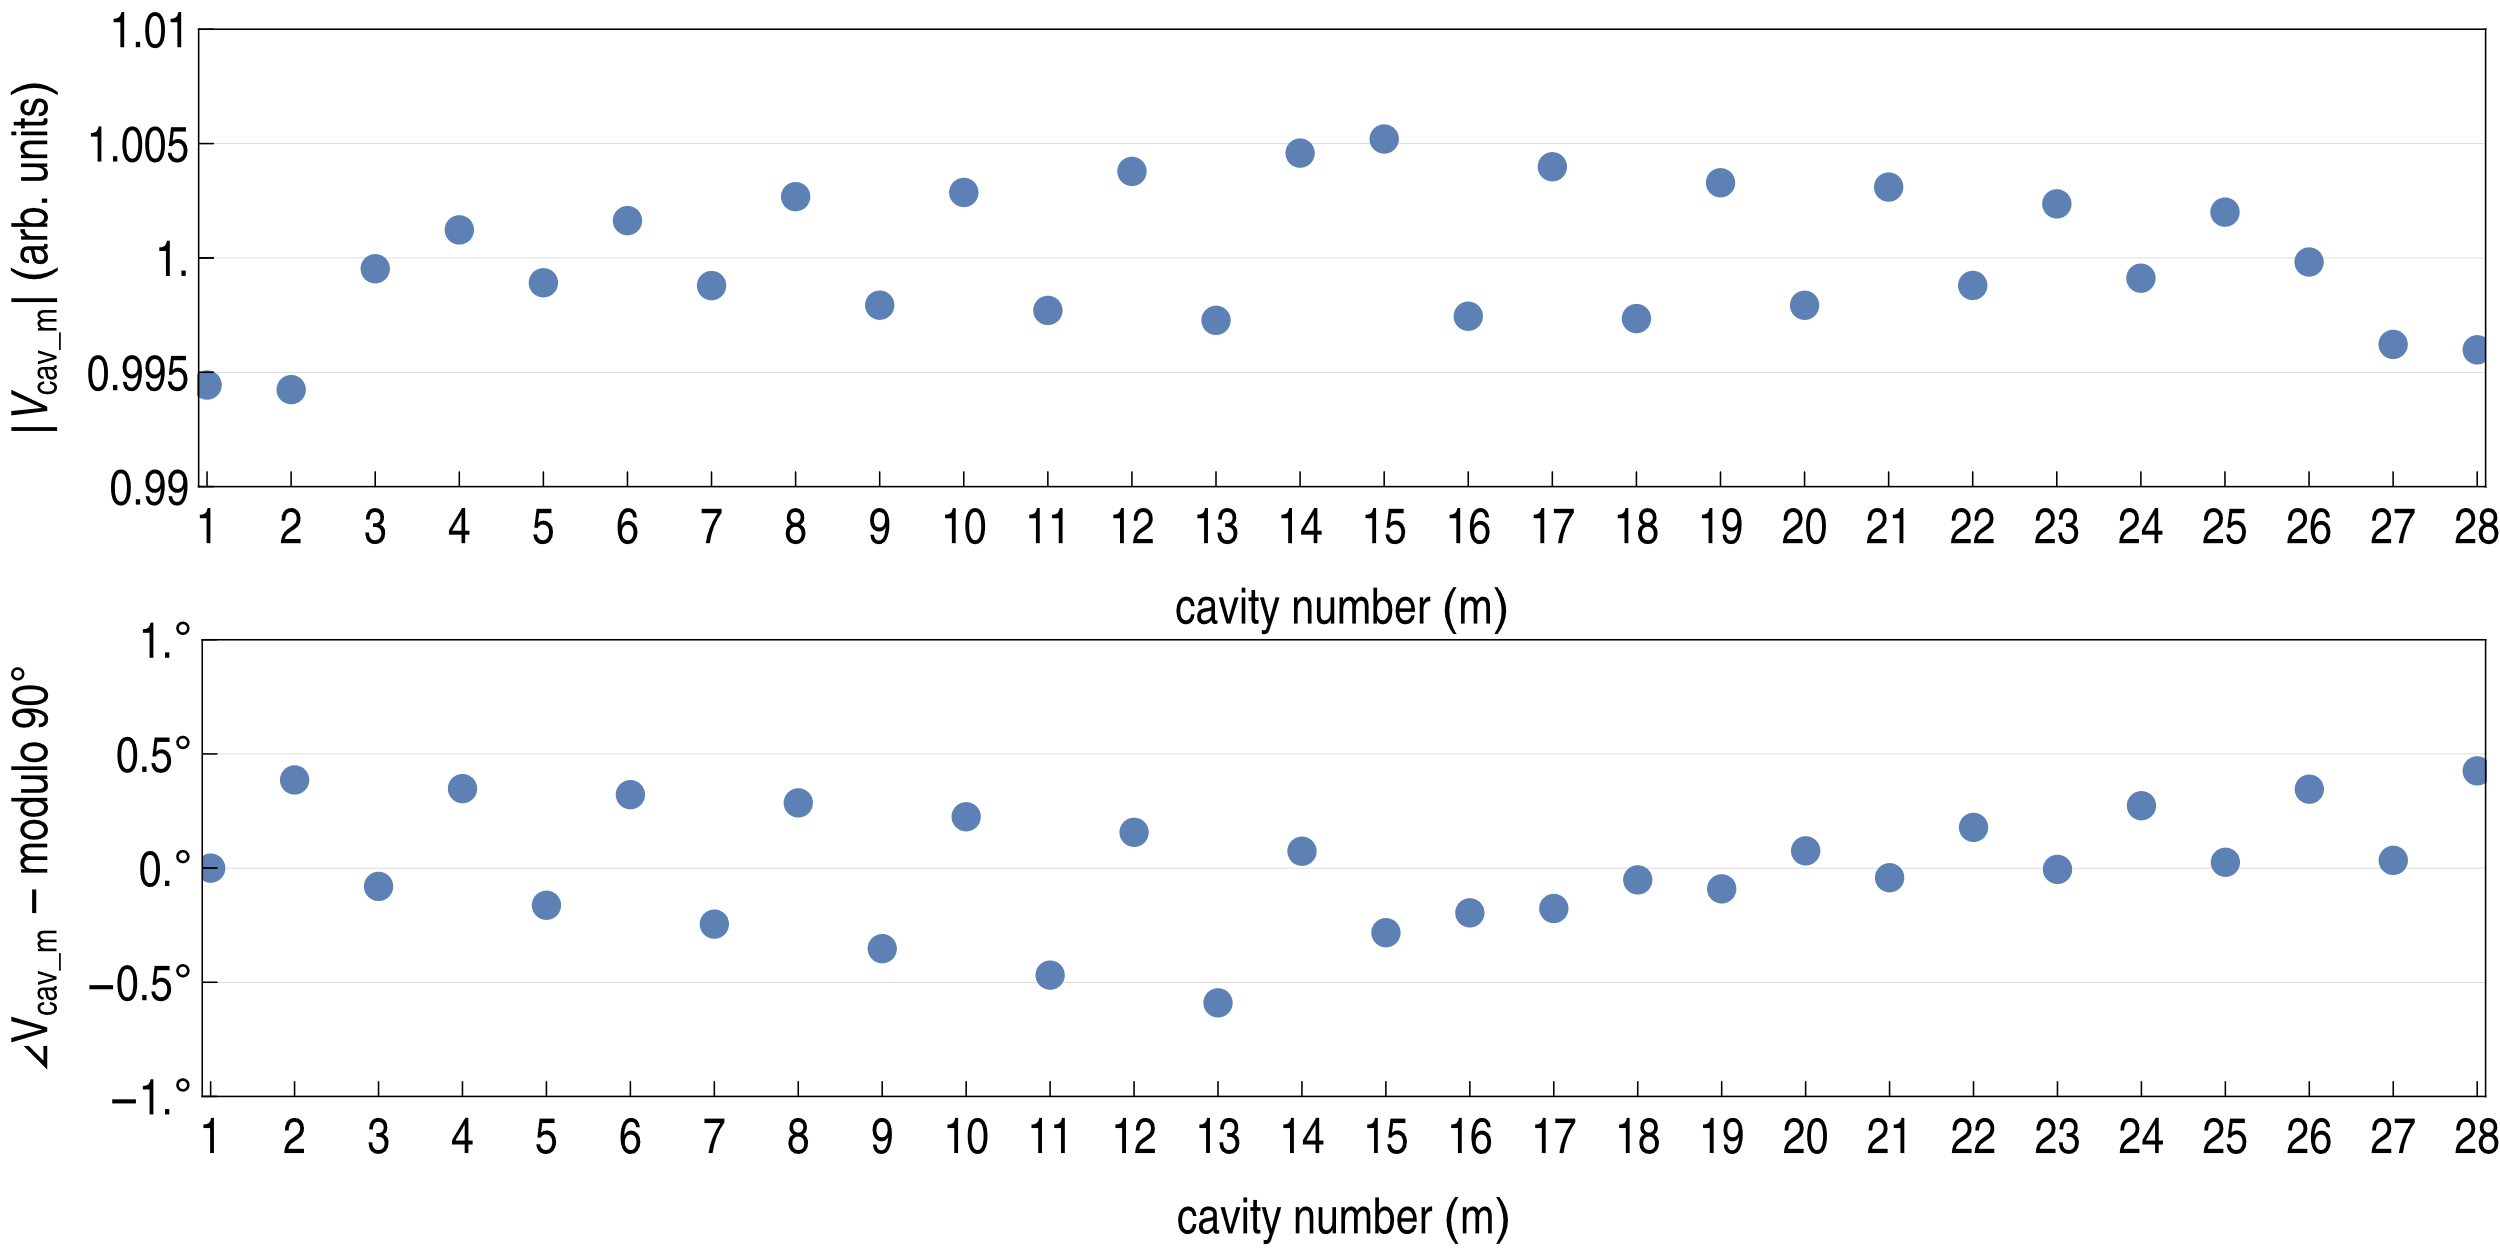 |V_cav_m| (arb. units)
1.01
1.005
1.
0.995
0.99
1 2 3 4 5 6 7 8 9 10 11 12 13 14 15 16 17 18 19 20 21 22 23 24 25 26 27 28
cavity number (m)
∠V_cav_m − modulo 90°
1.°
0.5°
0.°
−0.5°
−1.°
1 2 3 4 5 6 7 8 9 10 11 12 13 14 15 16 17 18 19 20 21 22 23 24 25 26 27 28
cavity number (m)